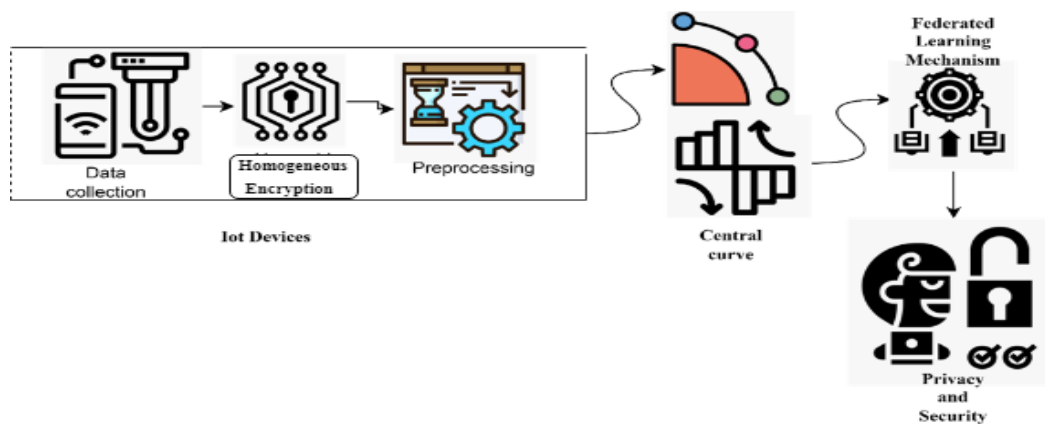 Data
collection
Homogeneous
Encryption
Preprocessing
Iot Devices
Central
curve
Federated
Learning
Mechanism
Privacy
and
Security